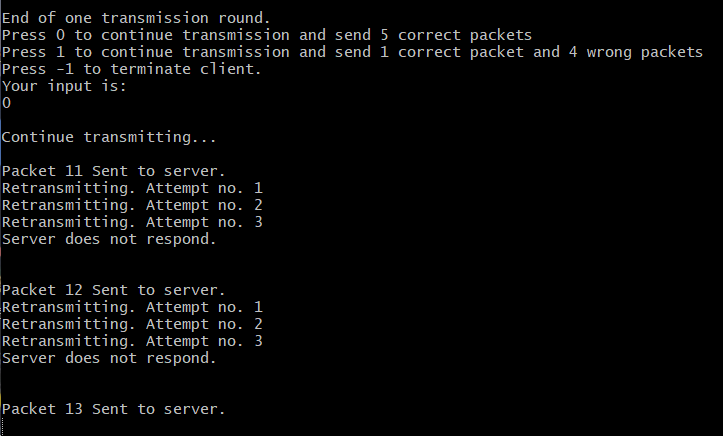 End of one transmission round.
Press 0 to continue transmission and send 5 correct packets
Press 1 to continue transmission and send 1 correct packet and 4 wrong packets
Press -1 to terminate client.
Your input is:
0
Continue transmitting...
Packet 11 Sent to server.
Retransmitting. Attempt no. 1
Retransmitting. Attempt no. 2
Retransmitting. Attempt no. 3
Server does not respond.
Packet 12 Sent to server.
Retransmitting. Attempt no. 1
Retransmitting. Attempt no. 2
Retransmitting. Attempt no. 3
Server does not respond.
Packet 13 Sent to server.